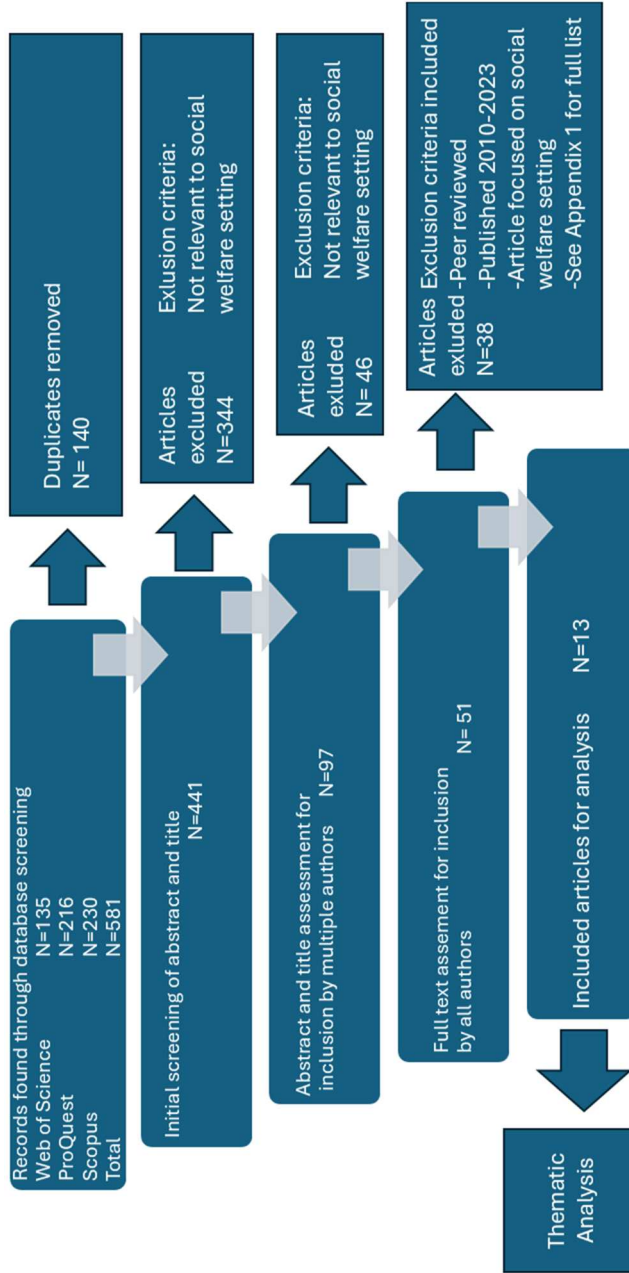 Records found through database screening
Web of Science N=135
ProQuest N=216
Scopus N=230
Total N=581
Duplicates removed
N= 140
Initial screening of abstract and title
N=441
Articles
excluded
N=344
Exlusion criteria:
Not relevant to social
welfare setting
Abstract and title assessment for
inclusion by multiple authors N=97
Articles
exluded
N= 46
Exclusion criteria:
Not relevant to social
welfare setting
Full text assement for inclusion
by all authors N= 51
Articles Exclusion criteria included
exluded -Peer reviewed
N=38 -Published 2010-2023
-Article focused on social
welfare setting
-See Appendix 1 for full list
Included articles for analysis N=13
Thematic
Analysis